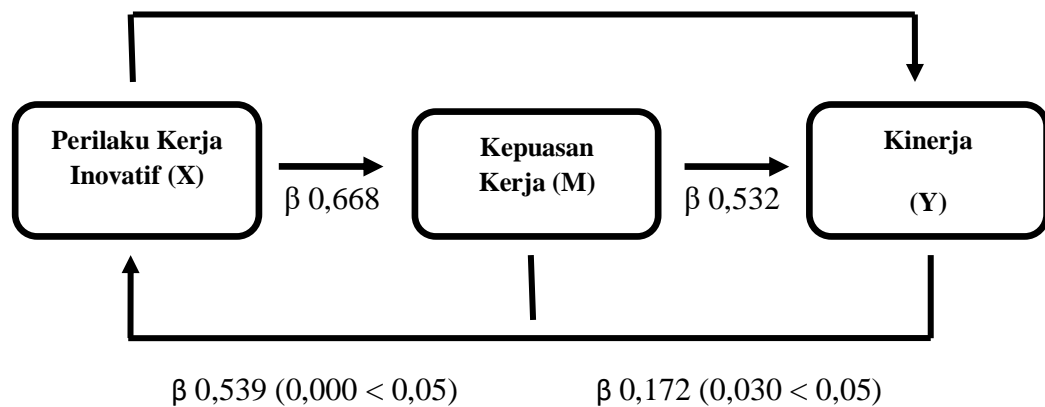 Perilaku Kerja
Inovatif (X)
β 0,668
Kepuasan
Kerja (M)
β 0,532
Kinerja
(Y)
β 0,539 (0,000 < 0,05)
β 0,172 (0,030 < 0,05)